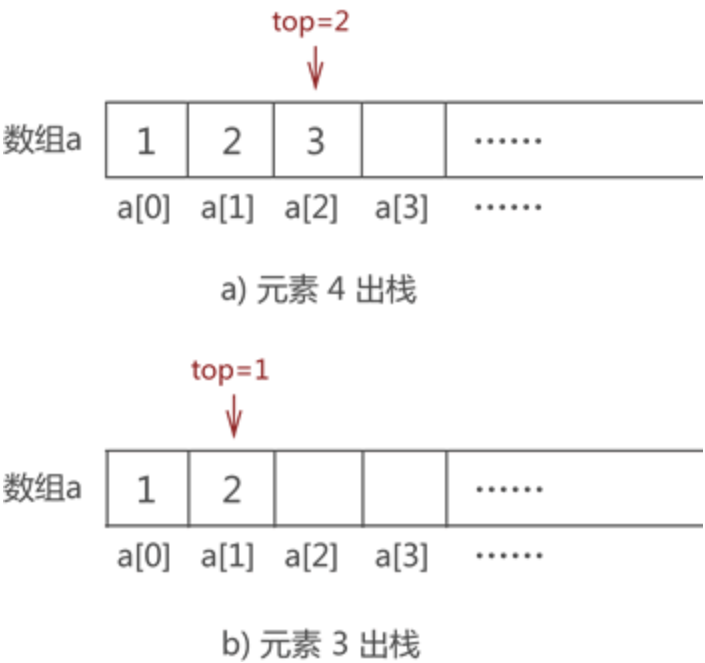 top=2
数组a 1 2 3 ······
a[0] a[1] a[2] a[3] ······
a) 元素 4 出栈
top=1
数组a 1 2 ······
a[0] a[1] a[2] a[3] ······
b) 元素 3 出栈